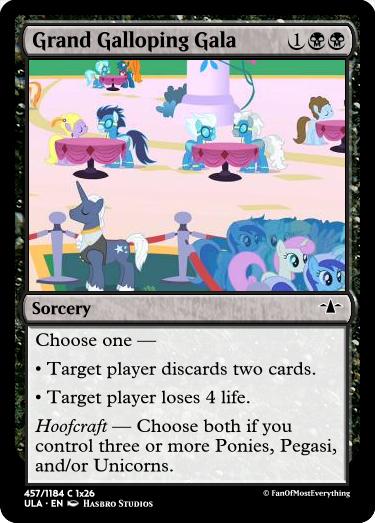 Grand Galloping Gala 1
Sorcery
Choose one —
• Target player discards two cards.
• Target player loses 4 life.
Hoofcraft — Choose both if you
control three or more Ponies, Pegasi,
and/or Unicorns.
457/1184 C 1x26
ULA • EN Hasbro Studios
© FanOfMostEverything